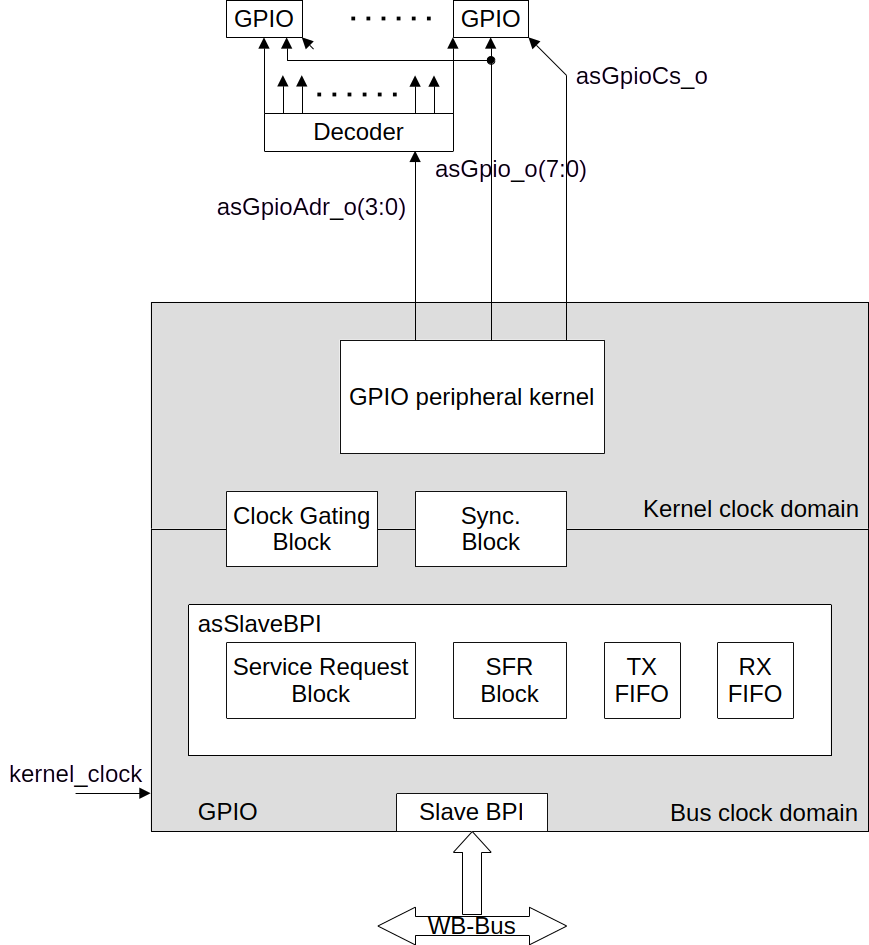 GPIO
GPIO
asGpioCs_o
Decoder
asGpio_o(7:0)
asGpioAdr_o(3:0)
GPIO peripheral kernel
Kernel clock domain
Clock Gating
Block
Sync.
Block
asSlaveBPI
Service Request
Block
SFR
Block
TX
FIFO
RX
FIFO
kernel_clock
GPIO
Slave BPI
Bus clock domain
WB-Bus